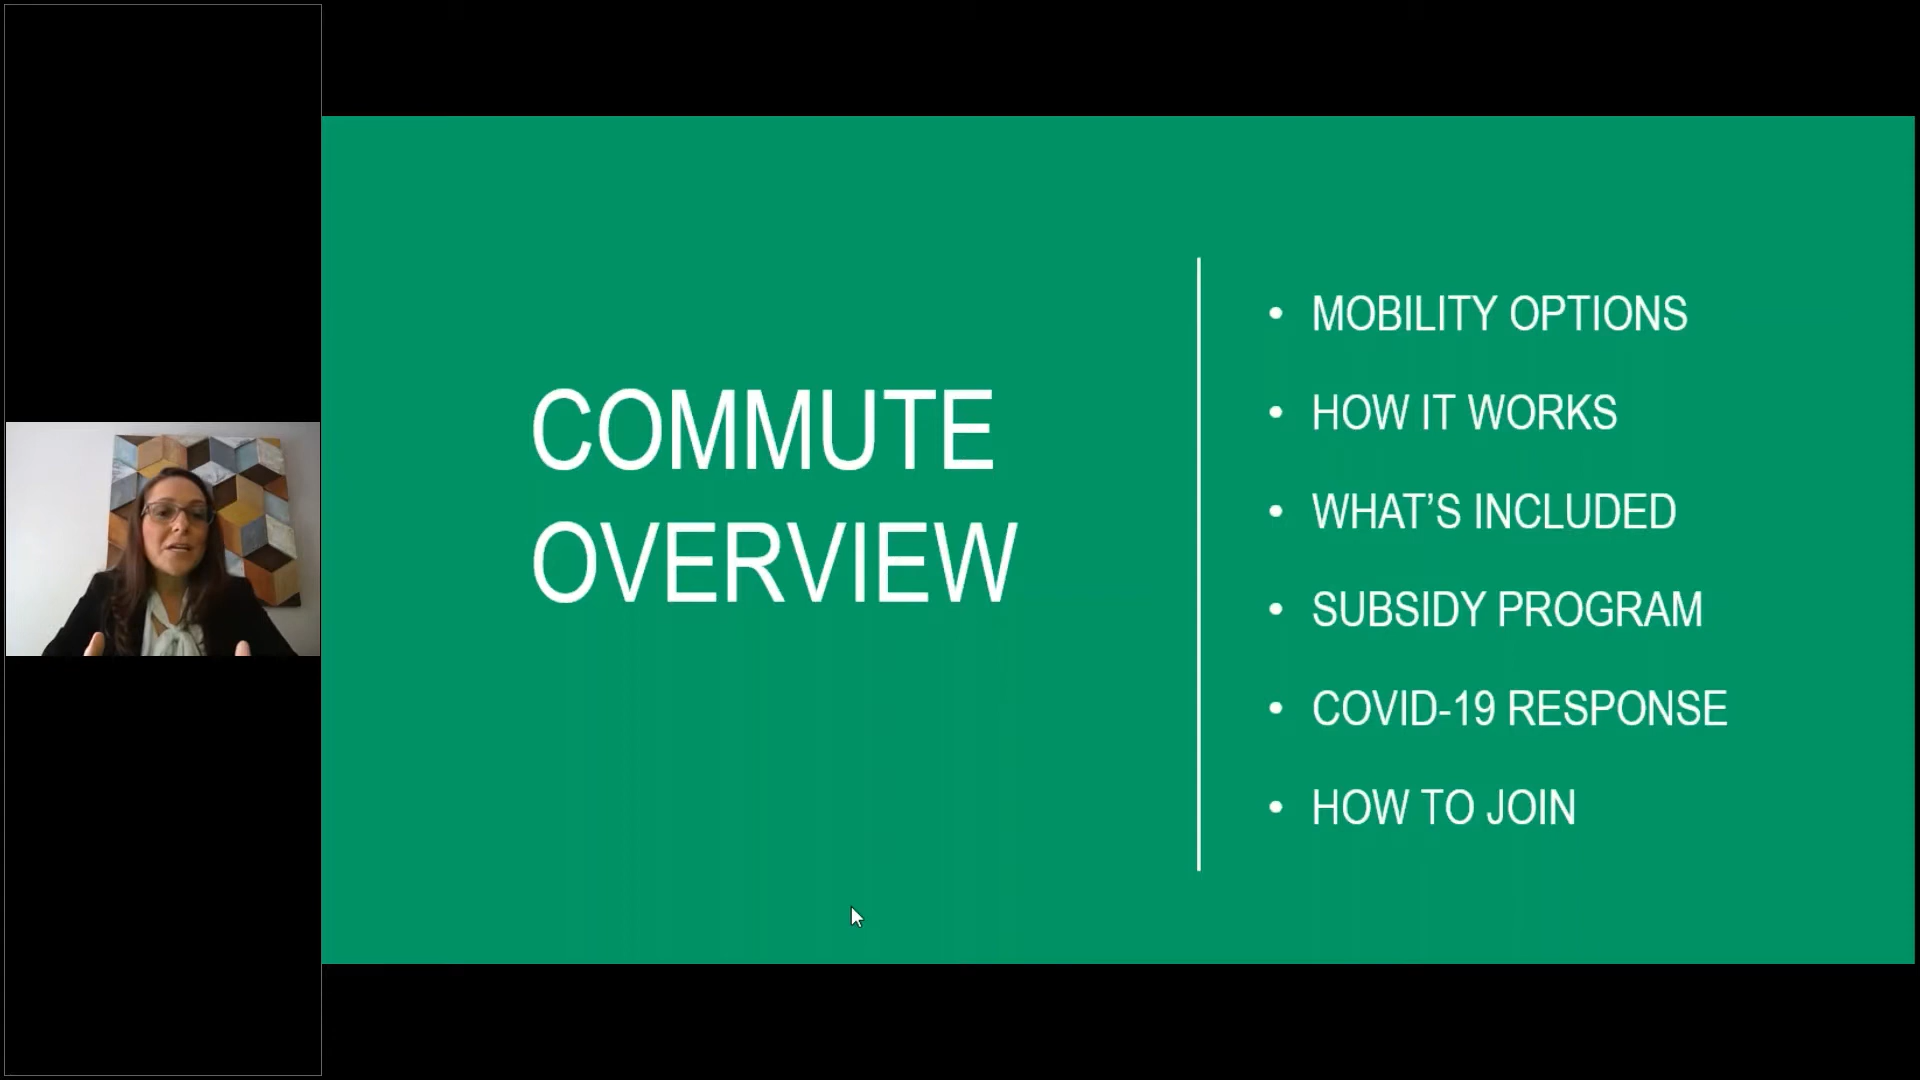 COMMUTE
OVERVIEW
• MOBILITY OPTIONS
• HOW IT WORKS
• WHAT’S INCLUDED
• SUBSIDY PROGRAM
• COVID-19 RESPONSE
• HOW TO JOIN